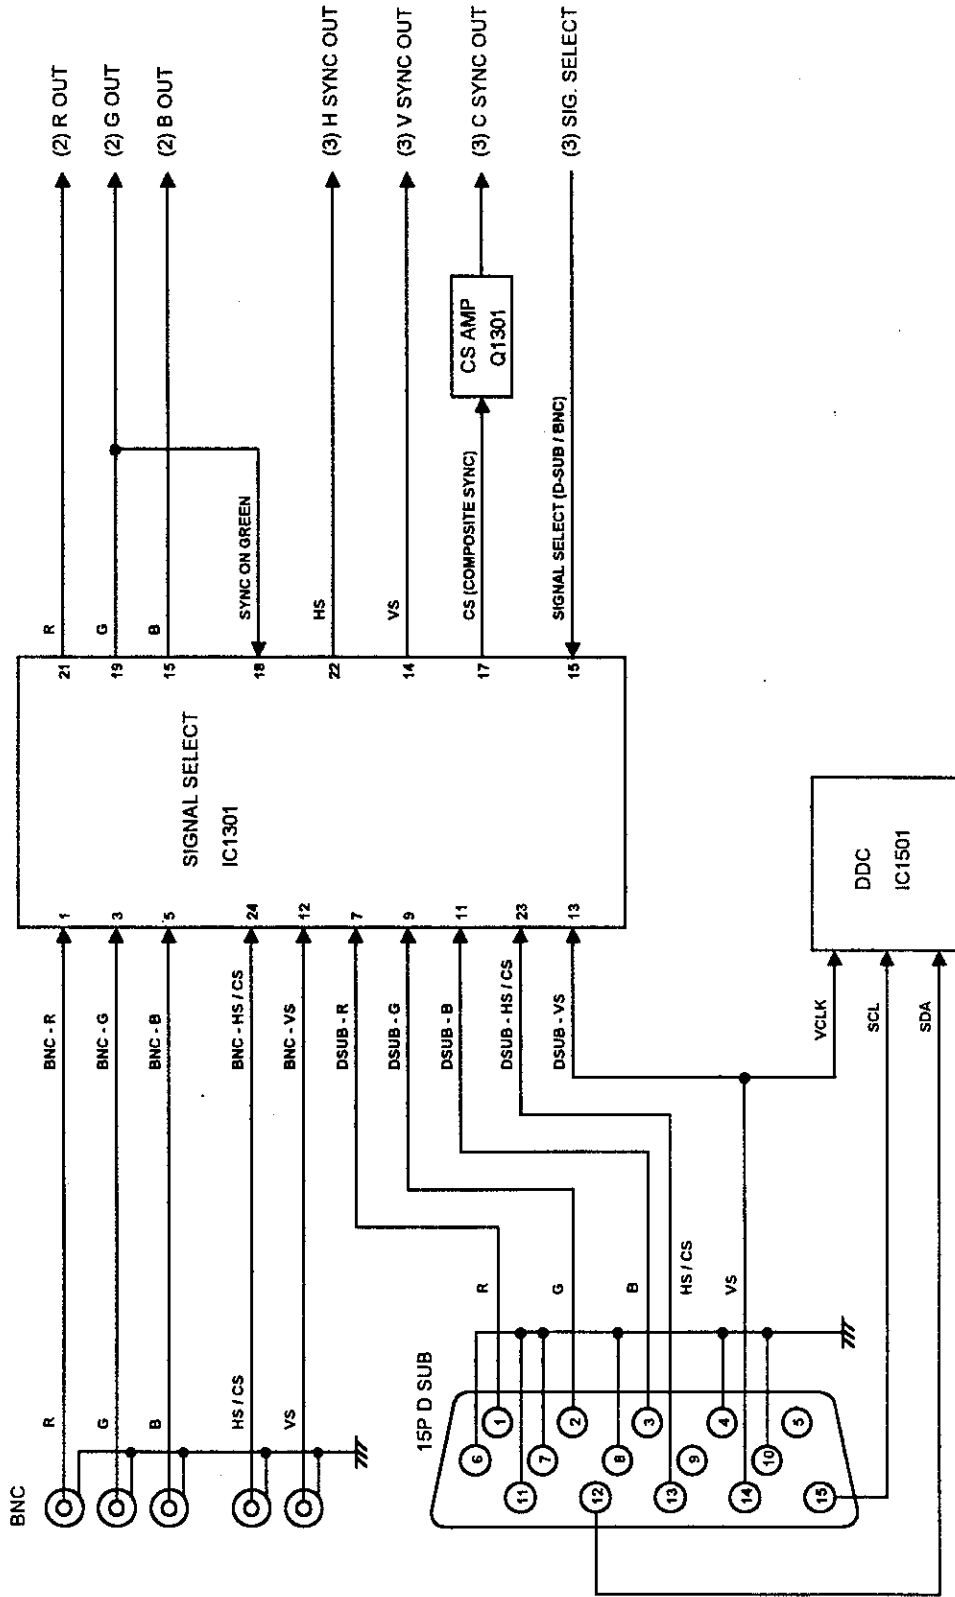 BNC
R
G
B
HS / CS
VS
BNC - R
BNC - G
BNC - B
BNC - HS / CS
BNC - VS
DSUB - R
DSUB - G
DSUB - B
DSUB - HS / CS
DSUB - VS
1
3
5
24
12
7
9
11
23
13
SIGNAL SELECT
IC1301
21
19
15
18
22
14
17
15
R
G
B
SYNC ON GREEN
HS
VS
CS (COMPOSITE SYNC)
SIGNAL SELECT (D-SUB / BNC)
CS AMP
Q1301
(2) R OUT
(2) G OUT
(2) B OUT
(3) H SYNC OUT
(3) V SYNC OUT
(3) C SYNC OUT
(3) SIG. SELECT
15P D SUB
6
1
11
7
2
12
8
3
13
9
4
14
10
5
15
R
G
B
HS / CS
VS
VCLK
SCL
SDA
DDC
IC1501